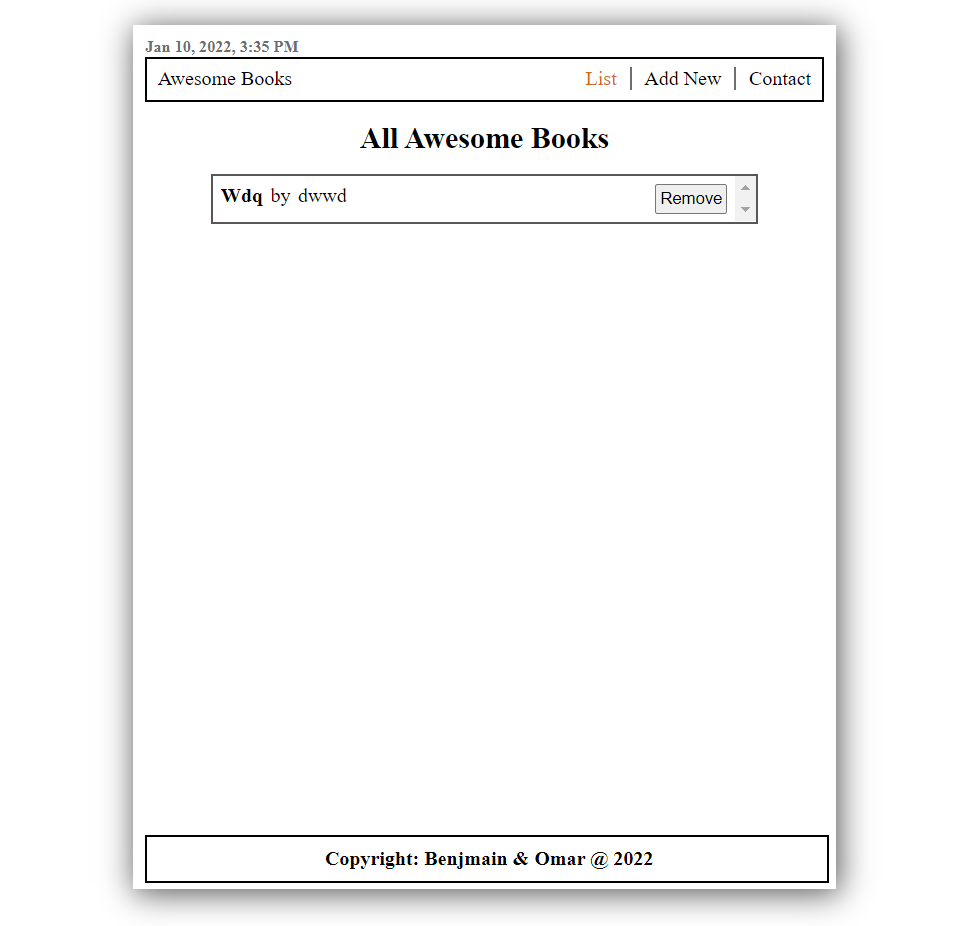 Jan 10, 2022, 3:35 PM
Awesome Books List Add New Contact
All Awesome Books
Wdq by dwwd Remove
Copyright: Benjmain & Omar @ 2022